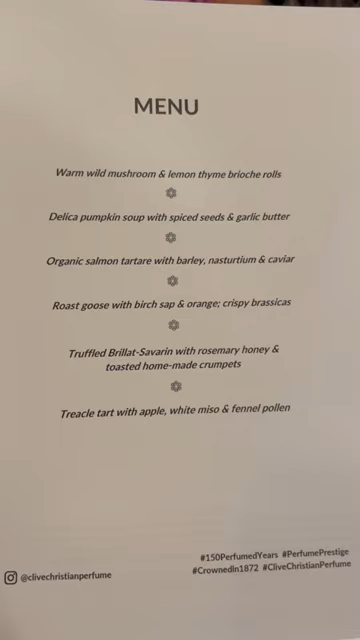 MENU
Warm wild mushroom & lemon thyme brioche rolls
Delica pumpkin soup with spiced seeds & garlic butter
Organic salmon tartare with barley, nasturtium & caviar
Roast goose with birch sap & orange; crispy brassicas
Truffled Brillat-Savarin with rosemary honey &
toasted home-made crumpets
Treacle tart with apple, white miso & fennel pollen
#150PerfumedYears #PerfumePrestige
#CrownedIn1872 #CliveChristianPerfume
@clivechristianperfume